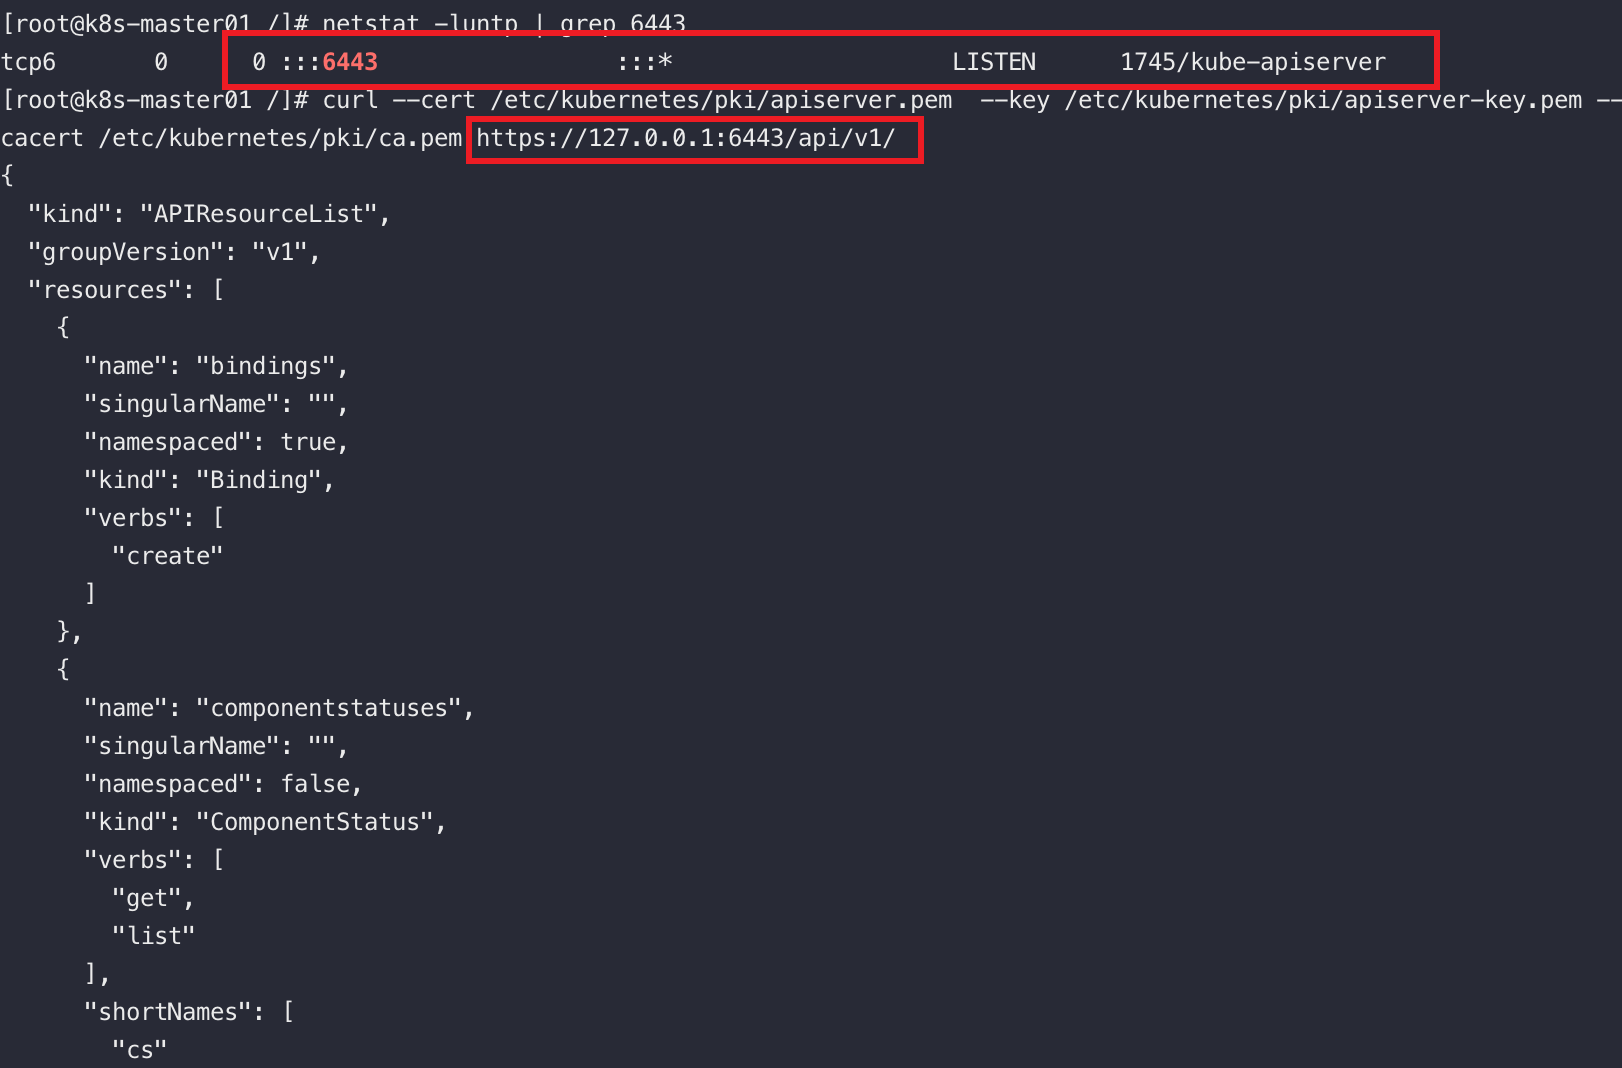 [root@k8s-master01 /]# netstat -luntp | grep 6443
tcp6       0      0 :::6443                 :::*                    LISTEN      1745/kube-apiserver
[root@k8s-master01 /]# curl --cert /etc/kubernetes/pki/apiserver.pem  --key /etc/kubernetes/pki/apiserver-key.pem --
cacert /etc/kubernetes/pki/ca.pem https://127.0.0.1:6443/api/v1/
{
  "kind": "APIResourceList",
  "groupVersion": "v1",
  "resources": [
    {
      "name": "bindings",
      "singularName": "",
      "namespaced": true,
      "kind": "Binding",
      "verbs": [
        "create"
      ]
    },
    {
      "name": "componentstatuses",
      "singularName": "",
      "namespaced": false,
      "kind": "ComponentStatus",
      "verbs": [
        "get",
        "list"
      ],
      "shortNames": [
        "cs"